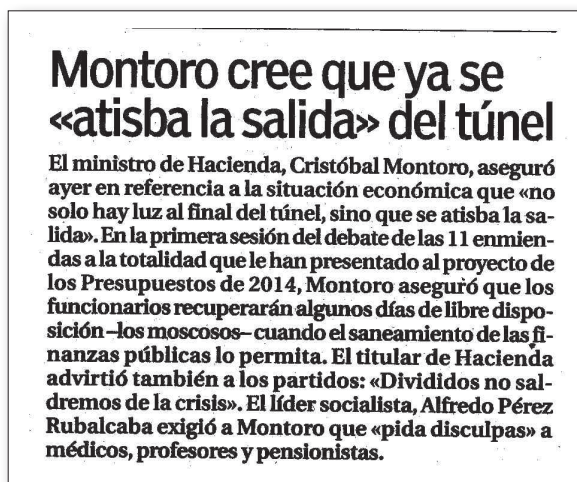 Montoro cree que ya se
«atisba la salida» del túnel
El ministro de Hacienda, Cristóbal Montoro, aseguró
ayer en referencia a la situación económica que «no
solo hay luz al final del túnel, sino que se atisba la sa-
lida». En la primera sesión del debate de las 11 enmien-
das a la totalidad que le han presentado al proyecto de
los Presupuestos de 2014, Montoro aseguró que los
funcionarios recuperarán algunos días de libre dispo-
sición –los moscosos– cuando el saneamiento de las fi-
nanzas públicas lo permita. El titular de Hacienda
advirtió también a los partidos: «Divididos no sal-
dremos de la crisis». El líder socialista, Alfredo Pérez
Rubalcaba exigió a Montoro que «pida disculpas» a
médicos, profesores y pensionistas.